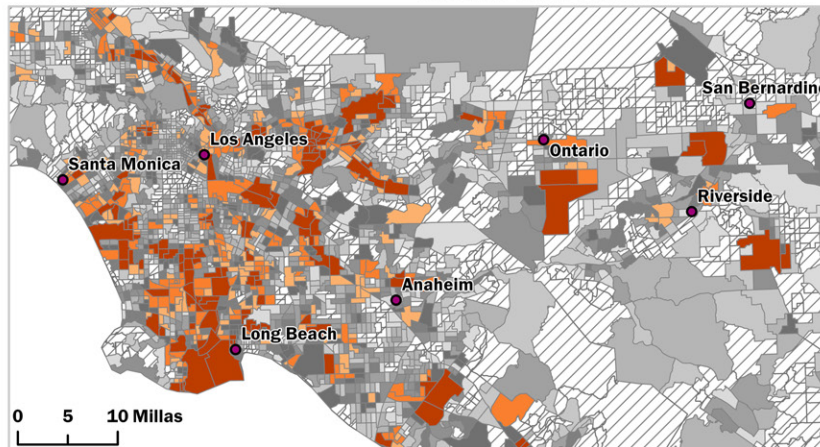 San Bernardino
Los Angeles
Ontario
Santa Monica
Riverside
Anaheim
Long Beach
0 5 10 Millas